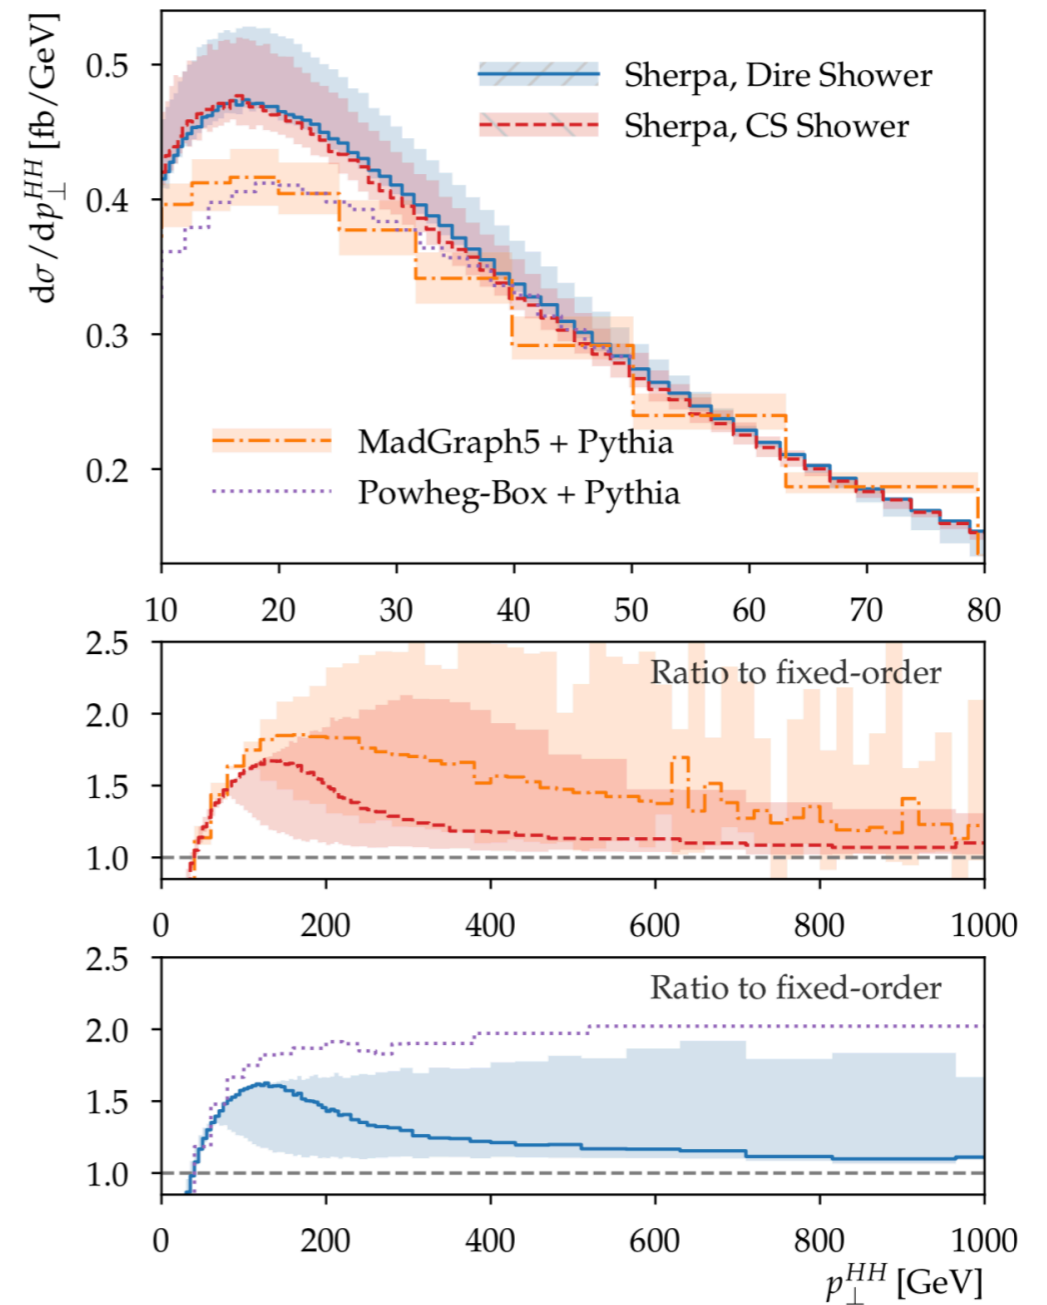 dσ/dp_⊥^{HH} [fb/GeV]
0.5
0.4
0.3
0.2
Sherpa, Dire Shower
Sherpa, CS Shower
MadGraph5 + Pythia
Powheg-Box + Pythia
10 20 30 40 50 60 70 80
2.5
2.0
1.5
1.0
Ratio to fixed-order
0 200 400 600 800 1000
2.5
2.0
1.5
1.0
Ratio to fixed-order
0 200 400 600 800 1000
p_⊥^{HH} [GeV]